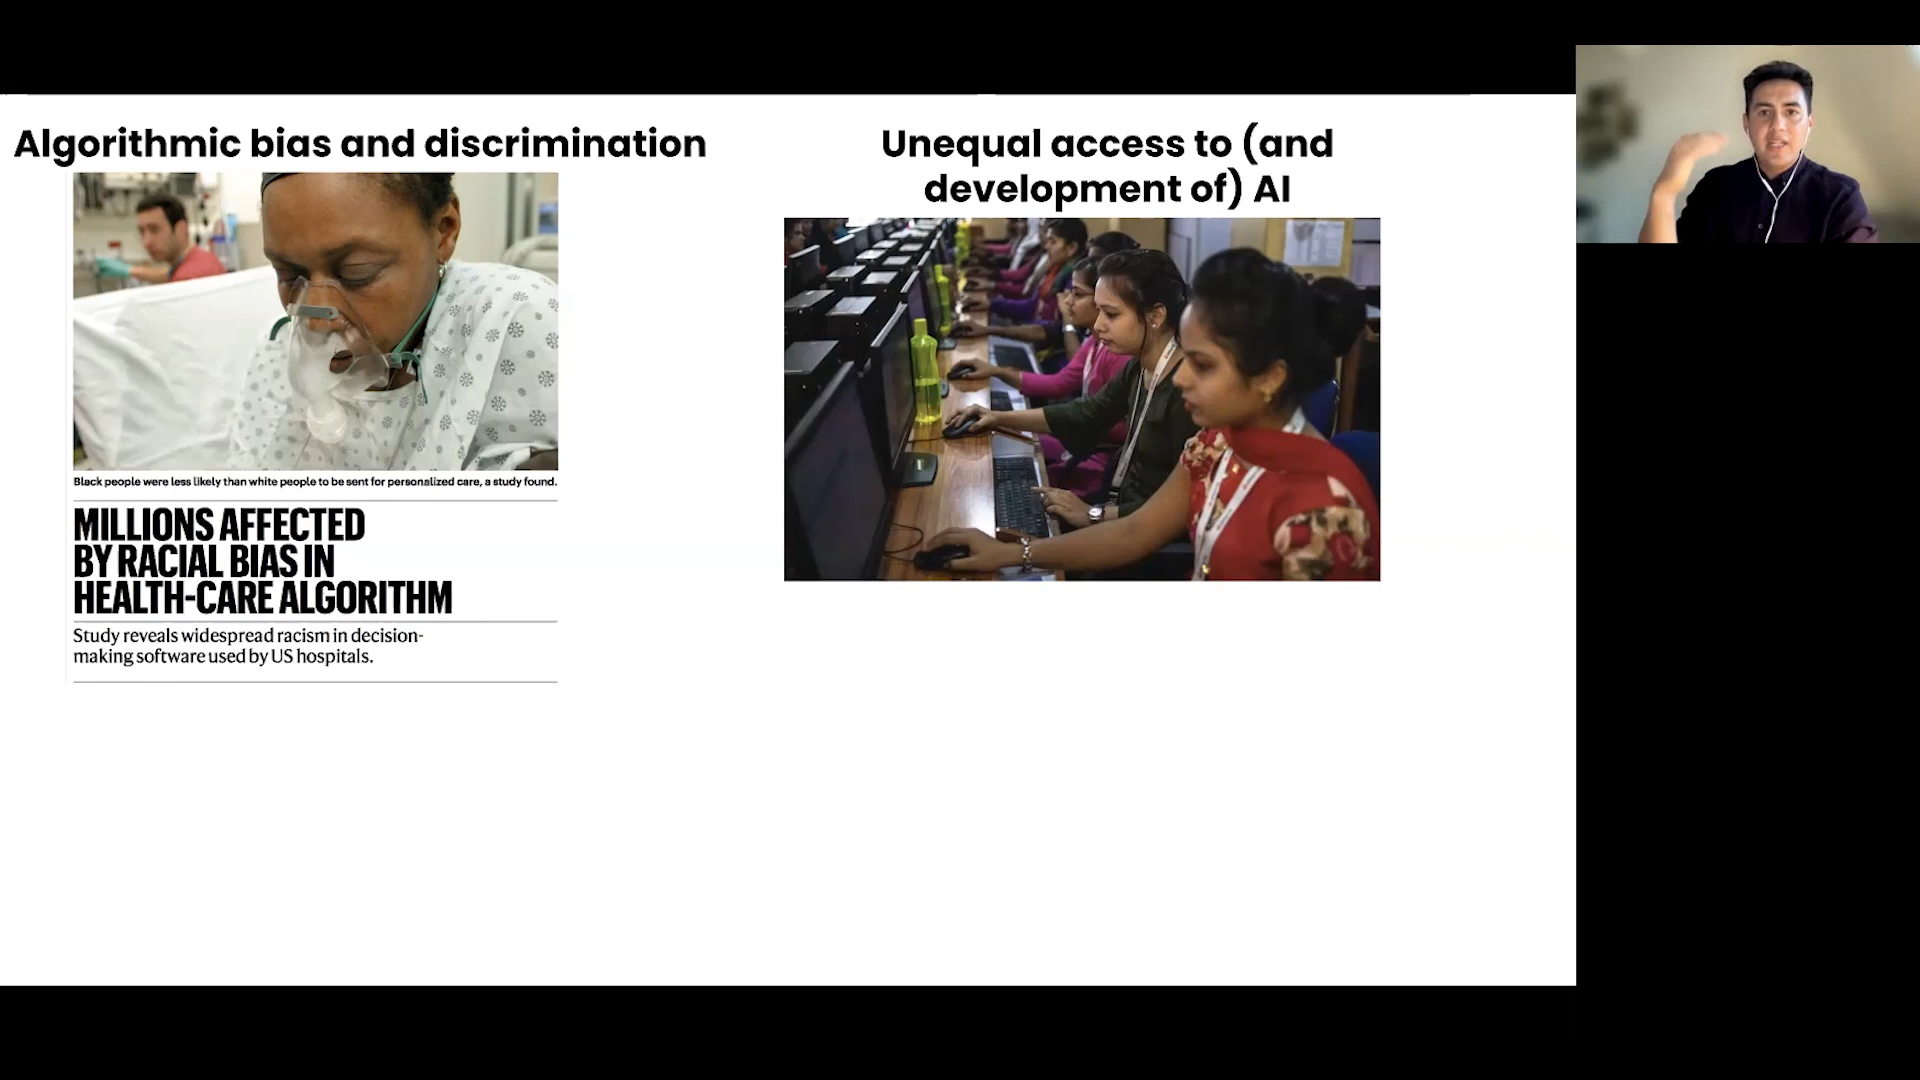 Algorithmic bias and discrimination
Black people were less likely than white people to be sent for personalized care, a study found.
MILLIONS AFFECTED
BY RACIAL BIAS IN
HEALTH-CARE ALGORITHM
Study reveals widespread racism in decision-
making software used by US hospitals.
Unequal access to (and
development of) AI